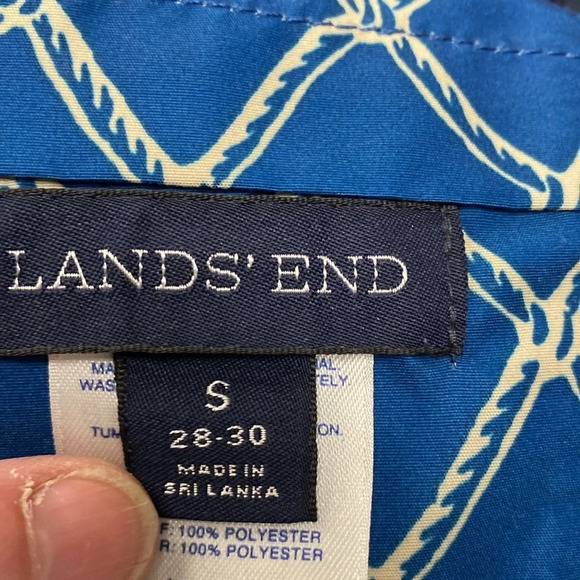 LANDS' END
S
28-30
MADE IN
SRI LANKA
100% POLYESTER
100% POLYESTER